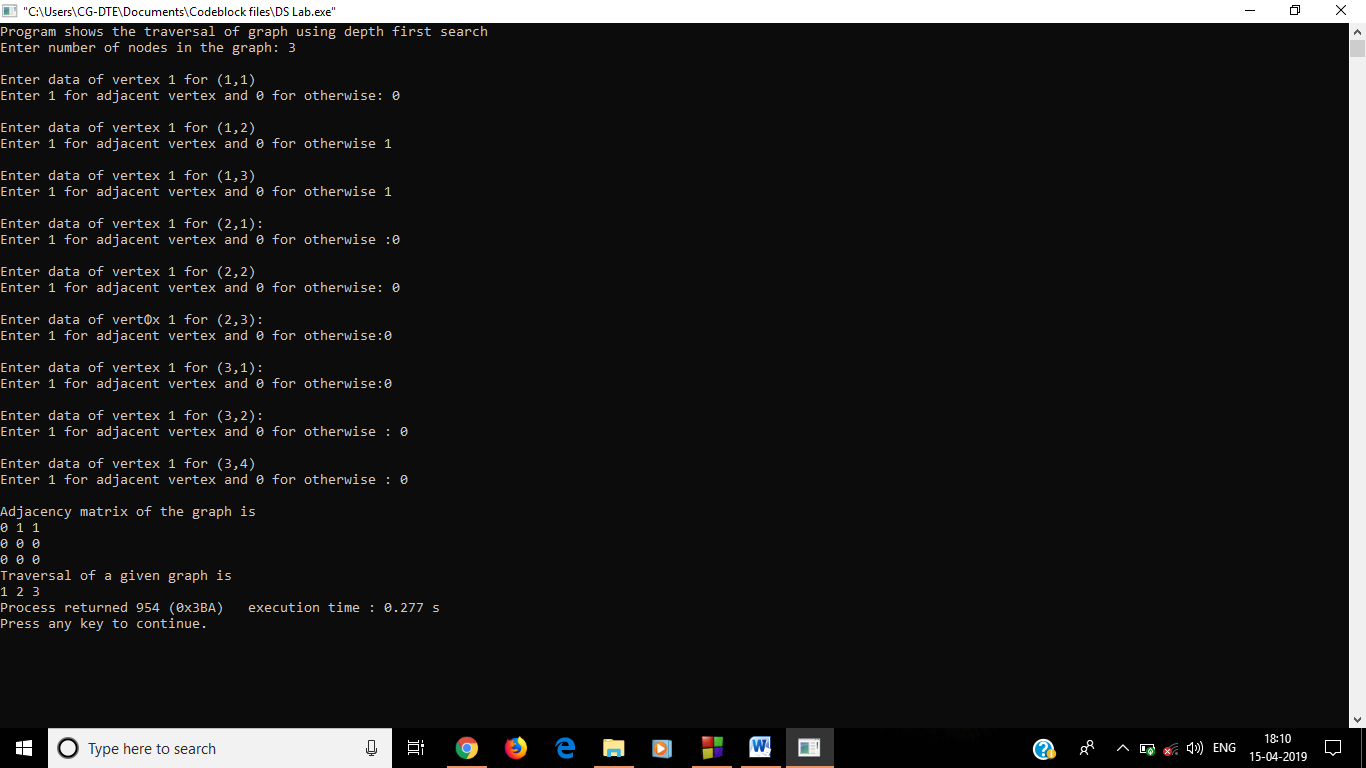 "C:\Users\CG-DTE\Documents\Codeblock files\DS Lab.exe"
Program shows the traversal of graph using depth first search
Enter number of nodes in the graph: 3
Enter data of vertex 1 for (1,1)
Enter 1 for adjacent vertex and 0 for otherwise: 0
Enter data of vertex 1 for (1,2)
Enter 1 for adjacent vertex and 0 for otherwise 1
Enter data of vertex 1 for (1,3)
Enter 1 for adjacent vertex and 0 for otherwise 1
Enter data of vertex 1 for (2,1):
Enter 1 for adjacent vertex and 0 for otherwise :0
Enter data of vertex 1 for (2,2)
Enter 1 for adjacent vertex and 0 for otherwise: 0
Enter data of vertex 1 for (2,3):
Enter 1 for adjacent vertex and 0 for otherwise:0
Enter data of vertex 1 for (3,1):
Enter 1 for adjacent vertex and 0 for otherwise:0
Enter data of vertex 1 for (3,2):
Enter 1 for adjacent vertex and 0 for otherwise : 0
Enter data of vertex 1 for (3,4)
Enter 1 for adjacent vertex and 0 for otherwise : 0
Adjacency matrix of the graph is
0 1 1
0 0 0
0 0 0
Traversal of a given graph is
1 2 3
Process returned 954 (0x3BA)   execution time : 0.277 s
Press any key to continue.
Type here to search
ENG
18:10
15-04-2019